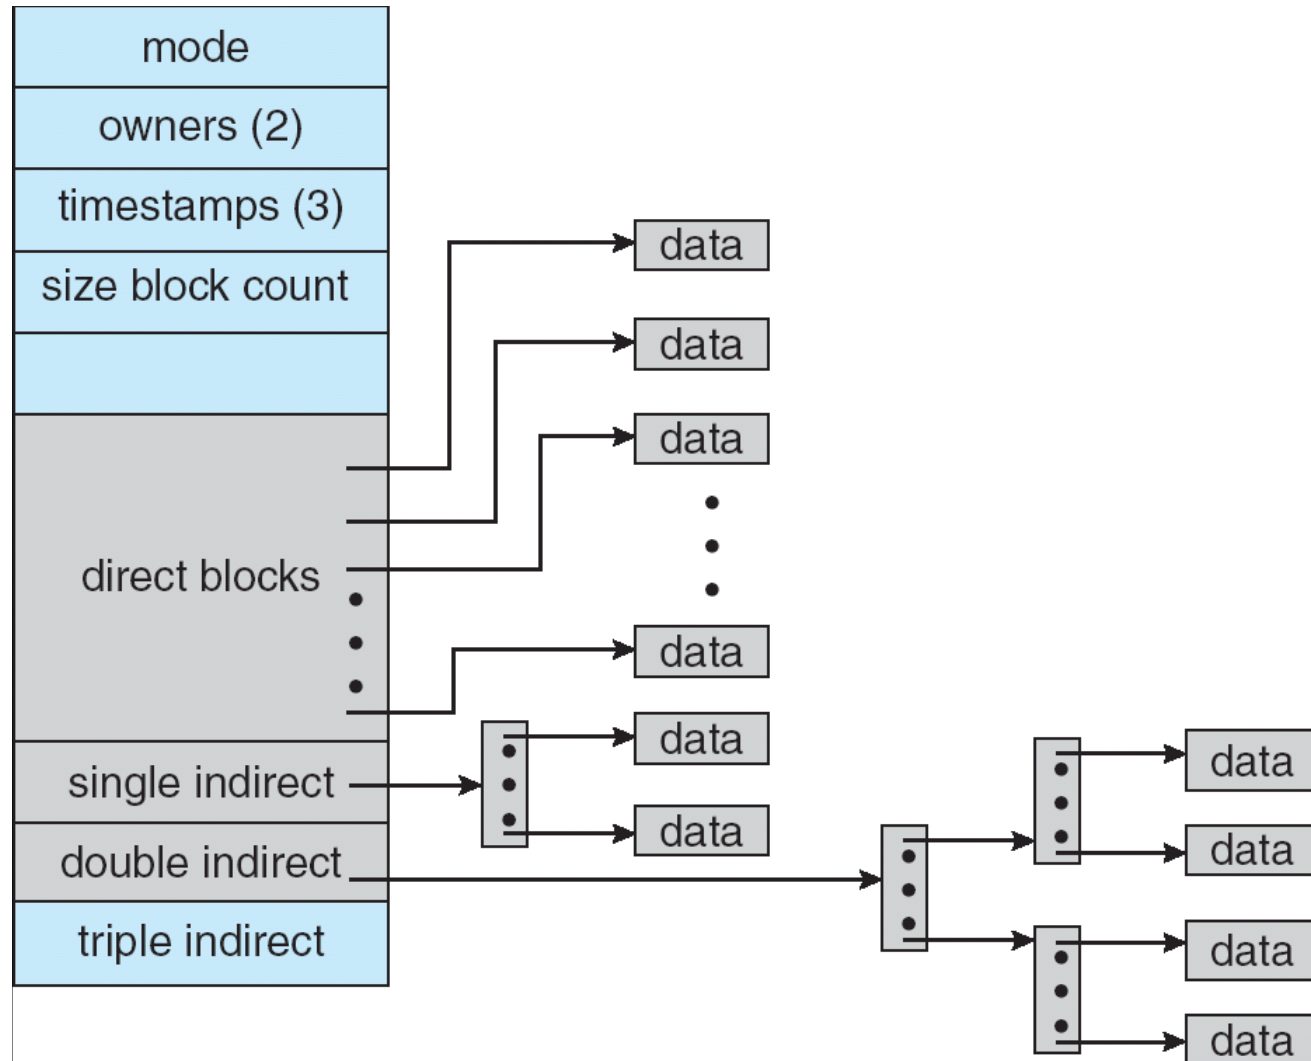 mode
owners (2)
timestamps (3)
size block count
direct blocks
single indirect
double indirect
triple indirect
data
data
data
data
data
data
data
data
data
data